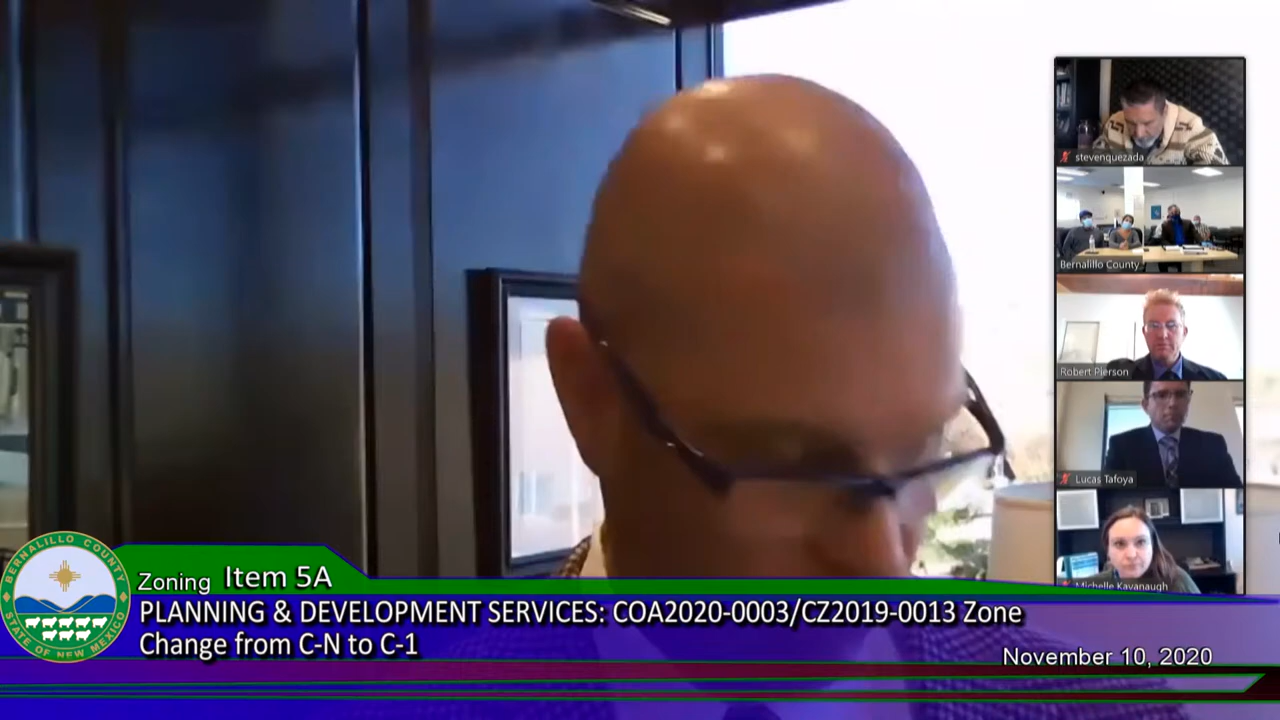 stevenquezada
Bernalillo County
Robert Pierson
Lucas Tafoya
Michelle Kavanaugh
BERNALILLO COUNTY
STATE OF NEW MEXICO
Zoning Item 5A
PLANNING & DEVELOPMENT SERVICES: COA2020-0003/CZ2019-0013 Zone
Change from C-N to C-1
November 10, 2020